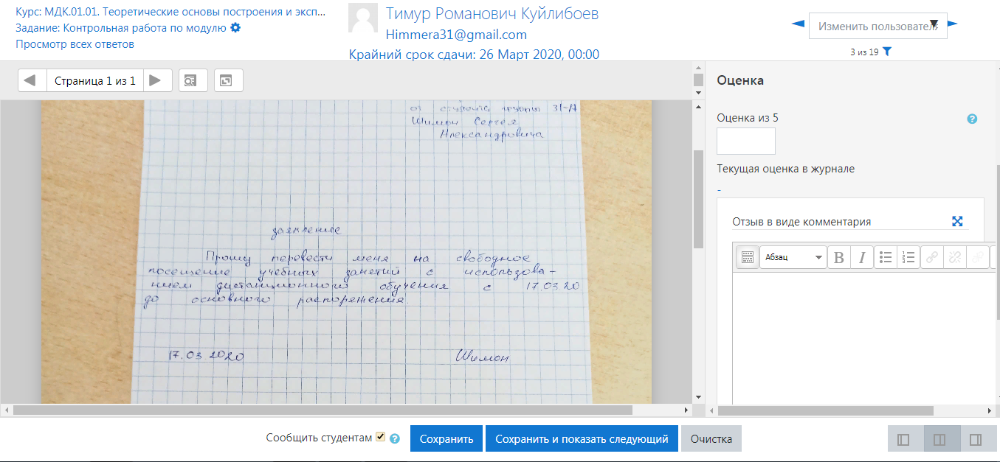 Курс: МДК.01.01. Теоретические основы построения и эксп...
Задание: Контрольная работа по модулю
Просмотр всех ответов
Тимур Романович Куйлибоев
Himmera31@gmail.com
Крайний срок сдачи: 26 Март 2020, 00:00
Изменить пользовател
3 из 19
Страница 1 из 1
от студента группы 31-А
Шимон Сергея
Александровича
заявление
Прошу перевести меня на свободное
посещение учебных занятий с использова-
нием дистанционного обучения с 17.03.20
до основного распоряжения.
17.03.2020 Шимон
Оценка
Оценка из 5
Текущая оценка в журнале
-
Отзыв в виде комментария
Абзац
B I
Сообщить студентам
Сохранить
Сохранить и показать следующий
Очистка